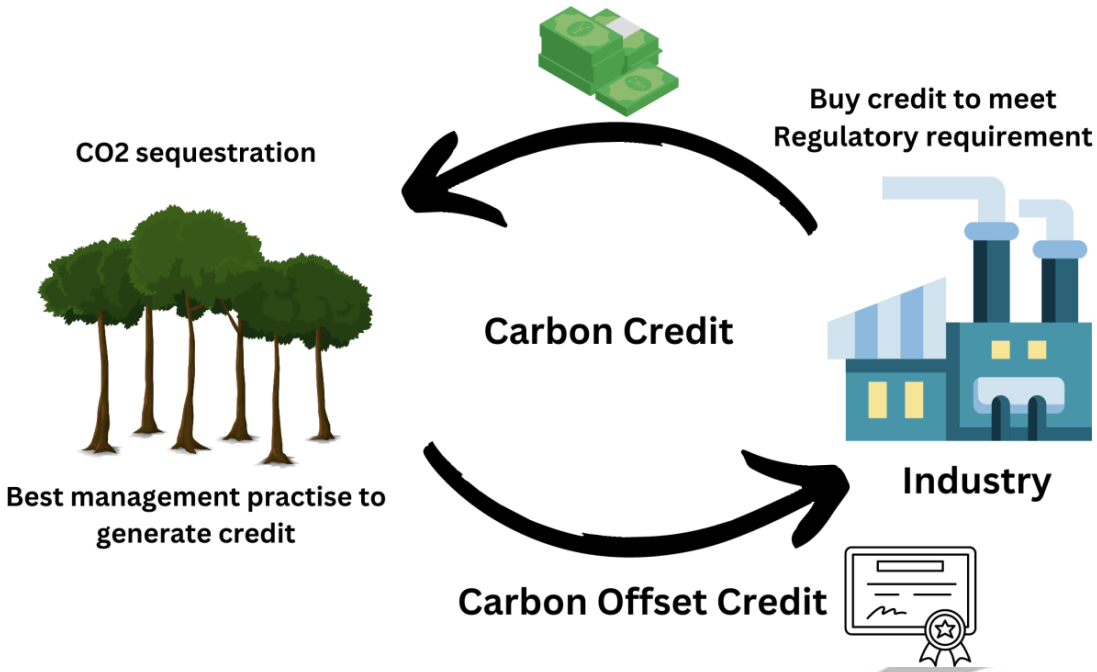 Buy credit to meet
Regulatory requirement
CO2 sequestration
Carbon Credit
Industry
Best management practise to
generate credit
Carbon Offset Credit